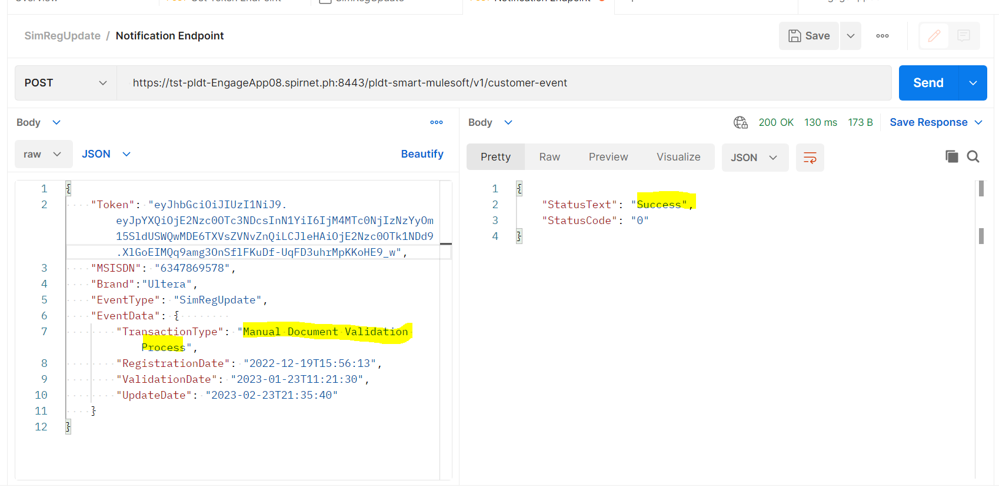 SimRegUpdate / Notification Endpoint
Save
POST
https://tst-pldt-EngageApp08.spirnet.ph:8443/pldt-smart-mulesoft/v1/customer-event
Send
Body
Body
200 OK 130 ms 173 B Save Response
raw JSON Beautify
Pretty Raw Preview Visualize JSON
1 {
2 "Token": "eyJhbGciOiJIUzI1NiJ9.
eyJpYXQiOjE2Nzc0OTc3NDcsInN1YiI6IjM4MTc0NjIzNzYyOm
15SldUSWQwMDE6TXVsZVNvZnQiLCJleHAiOjE2Nzc0OTk1NDd9
.XlGoEIMQq9amg3OnSflFKuDf-UqFD3uhrMpKKoHE9_w",
3 "MSISDN": "6347869578",
4 "Brand":"Ultera",
5 "EventType": "SimRegUpdate",
6 "EventData": {
7 "TransactionType": "Manual Document Validation
Process",
8 "RegistrationDate": "2022-12-19T15:56:13",
9 "ValidationDate": "2023-01-23T11:21:30",
10 "UpdateDate": "2023-02-23T21:35:40"
11 }
12 }
1 {
2 "StatusText": "Success",
3 "StatusCode": "0"
4 }